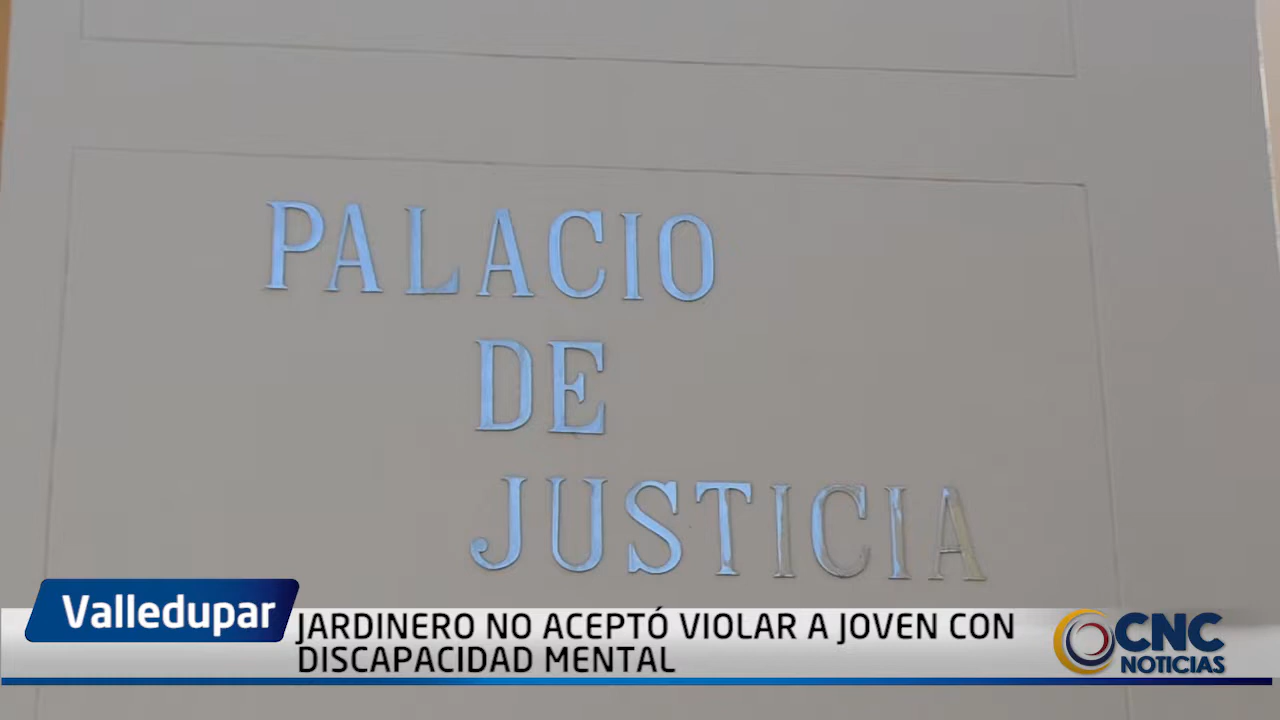 PALACIO
DE
JUSTICIA
Valledupar
JARDINERO NO ACEPTÓ VIOLAR A JOVEN CON
DISCAPACIDAD MENTAL
CNC
NOTICIAS